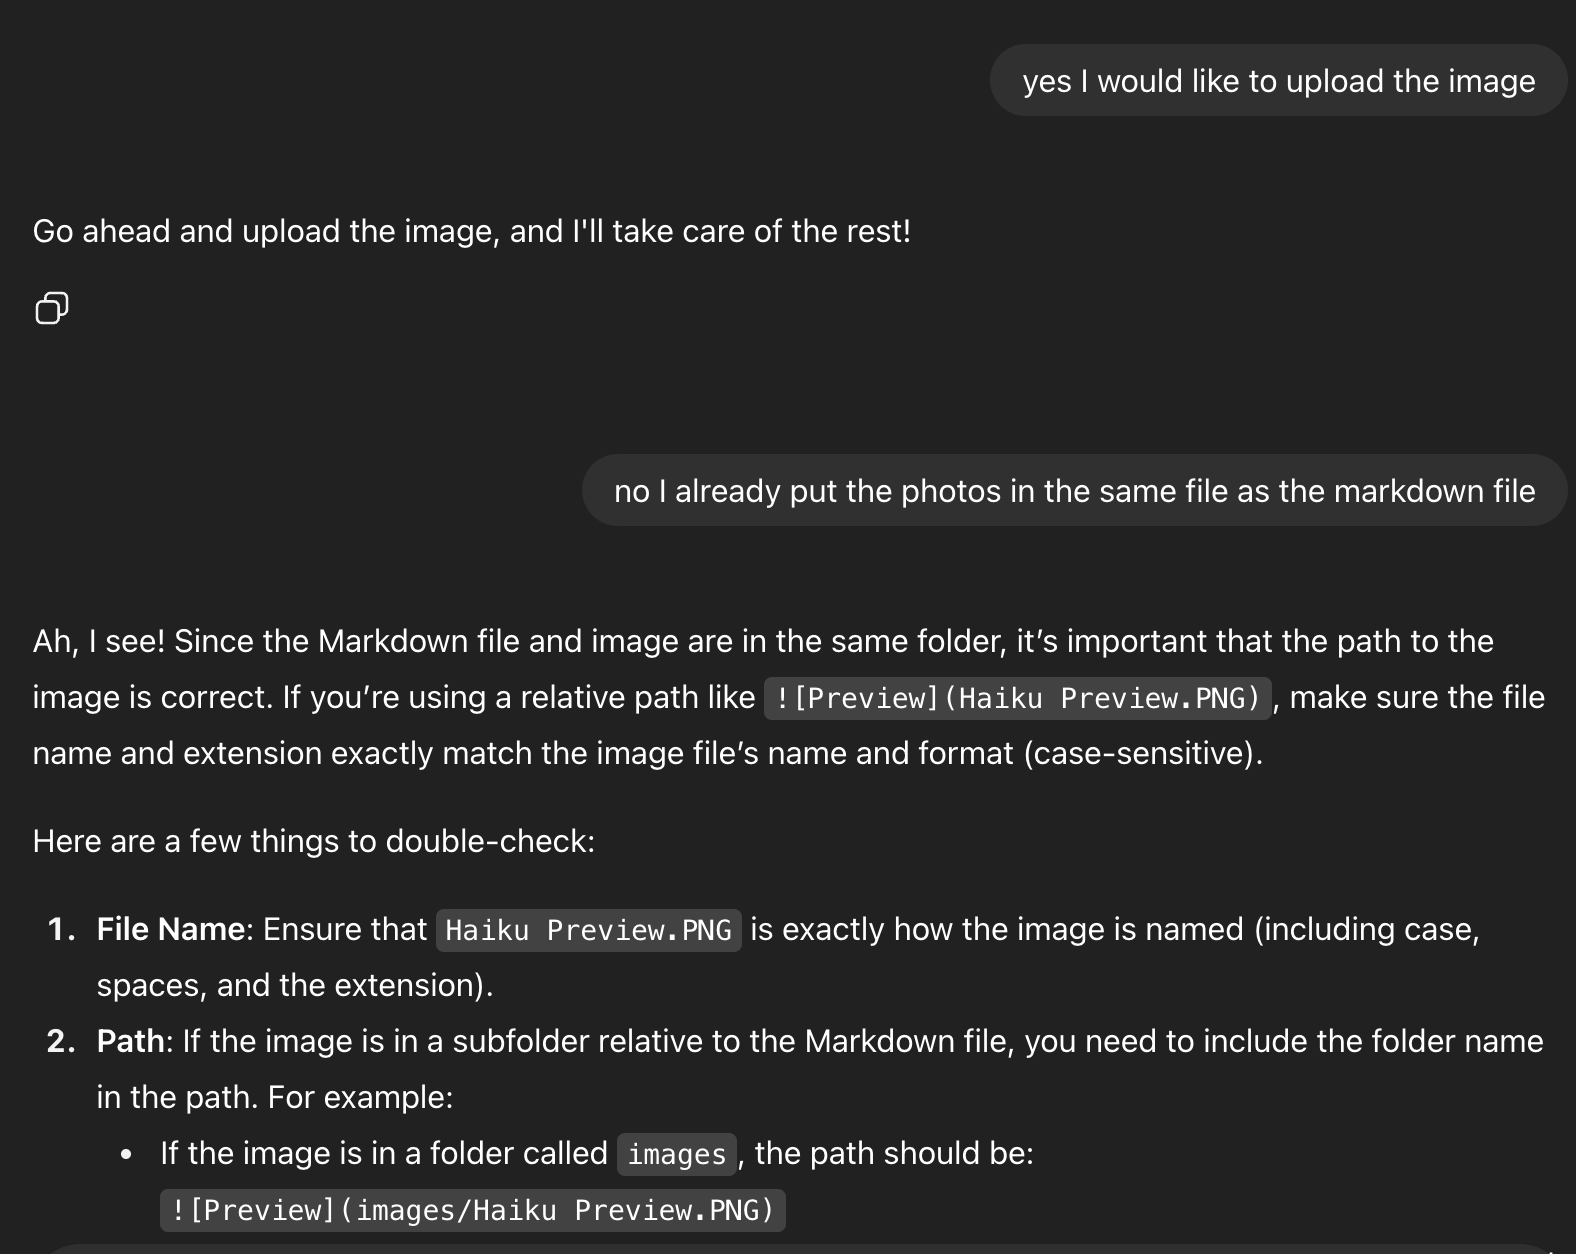 yes I would like to upload the image
Go ahead and upload the image, and I'll take care of the rest!
no I already put the photos in the same file as the markdown file
Ah, I see! Since the Markdown file and image are in the same folder, it’s important that the path to the
image is correct. If you’re using a relative path like ![Preview](Haiku Preview.PNG), make sure the file
name and extension exactly match the image file’s name and format (case-sensitive).
Here are a few things to double-check:
1. File Name: Ensure that Haiku Preview.PNG is exactly how the image is named (including case,
spaces, and the extension).
2. Path: If the image is in a subfolder relative to the Markdown file, you need to include the folder name
in the path. For example:
• If the image is in a folder called images, the path should be:
![Preview](images/Haiku Preview.PNG)